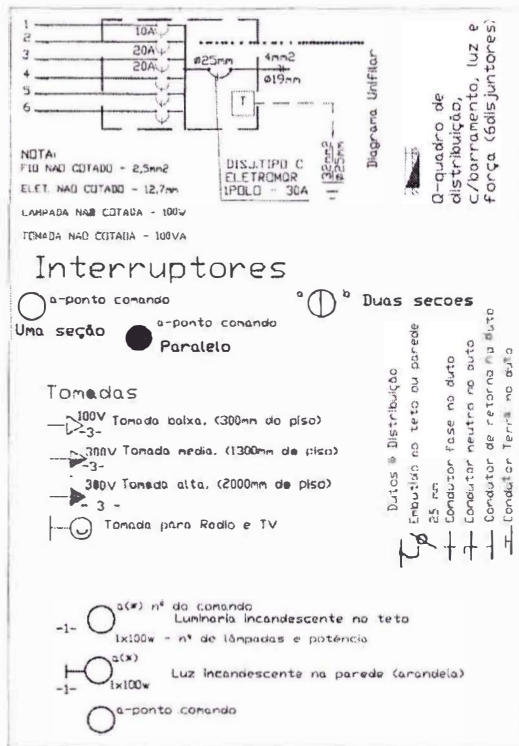 1
2
3
4
5
6
10A
20A
20A
ø25mm
4mm2
ø19mm
T
Diagrama Unifilar
Q-quadro de
distribuição,
c/barramento, luz e
força (6disjuntores)
NOTA:
FIO NAO COTADO - 2,5mm2
ELET. NAO COTADO - 12,7mm
LAMPADA NAO COTADA - 100w
TOMADA NAO COTADA - 100VA
DISJ.TIPO C
ELETROMAR
1POLO - 30A
25mm
Interruptores
a-ponto comando
Uma seção
a-ponto comando
Paralelo
a
b
Duas secoes
Tomadas
100V Tomada baixa. (300mm do piso)
-3-
300V Tomada media. (1300mm do piso)
-3-
300V Tomada alta. (2000mm do piso)
- 3 -
Tomada para Radio e TV
Dutos e Distribuição
Embutido no teto ou parede
25 mm
Condutor fase no duto
Condutor neutro no duto
Condutor de retorno no duto
Condutor Terra no duto
a(*) nº do comando
Luminaria incandescente no teto
-1-
1x100w - nº de lâmpadas e potência
a(*)
Luz incandescente na parede (arandela)
-1-
1x100w
a-ponto comando